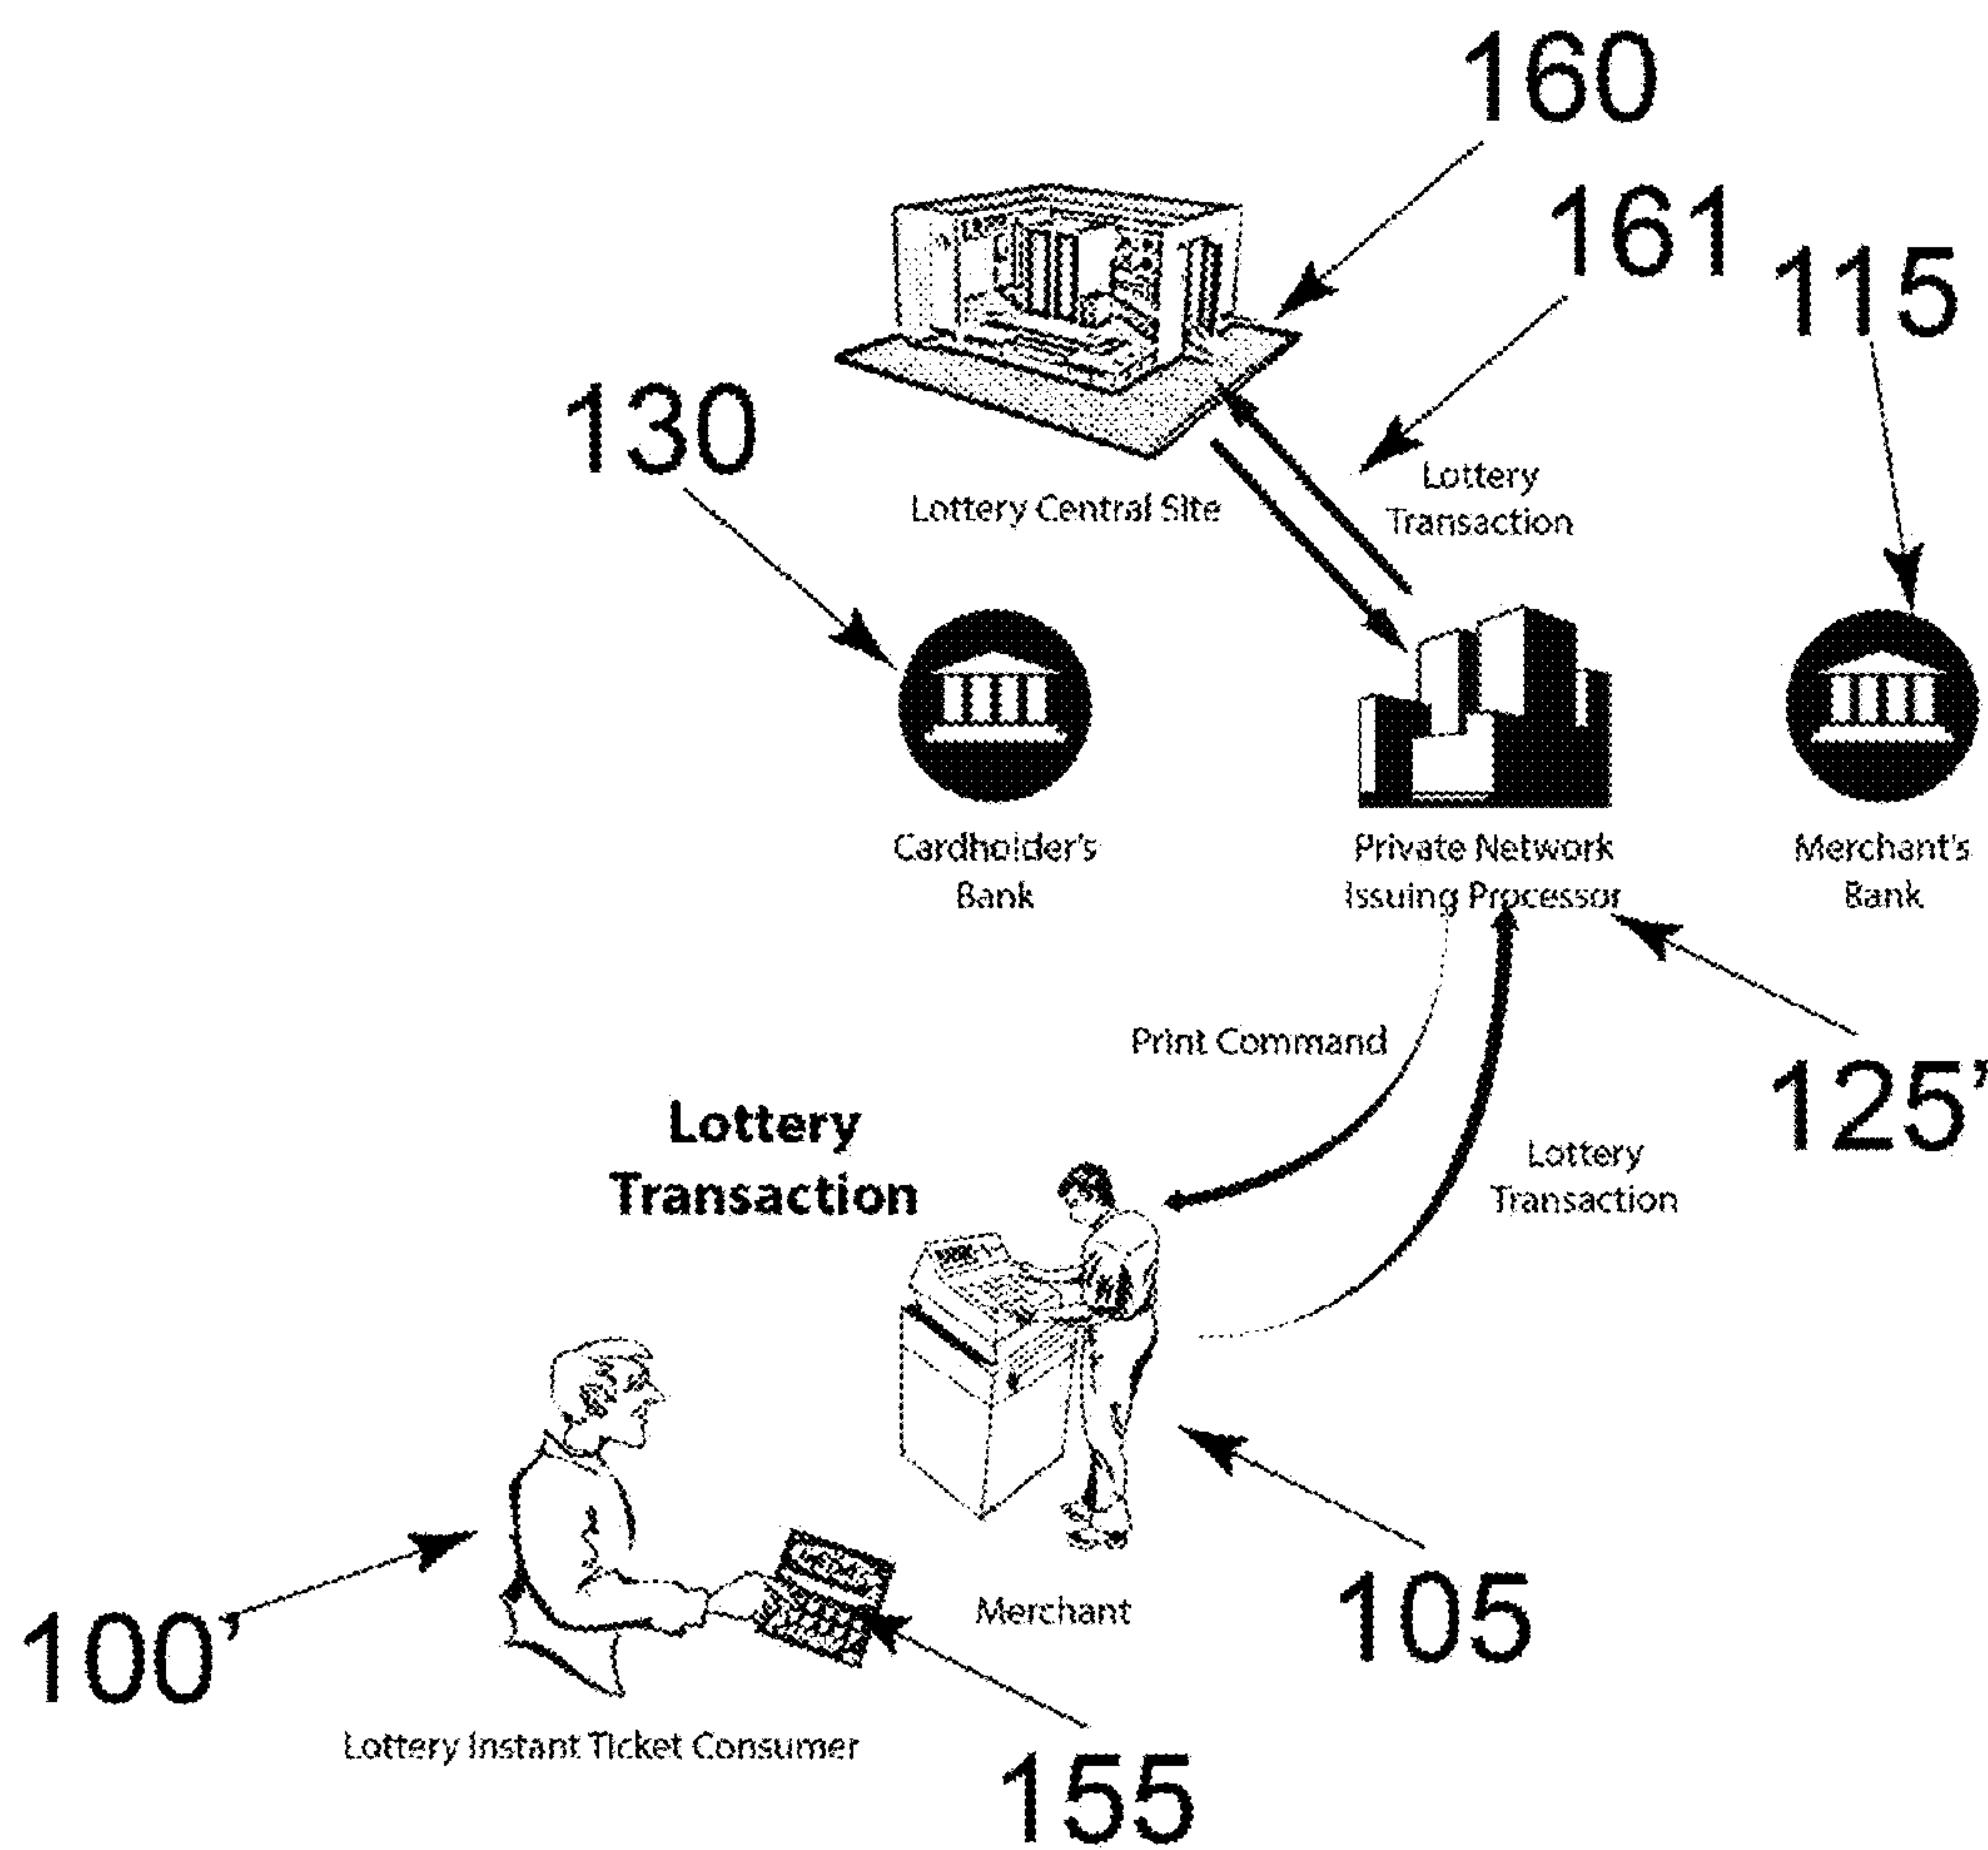 160
161
115
130
Lottery
Transaction
Lottery Central Site
Cardholder's
Bank
Private Network
Issuing Processor
Merchant's
Bank
Print Command
125'
Lottery
Transaction
Lottery
Transaction
105
Merchant
100'
Lottery Instant Ticket Consumer
155